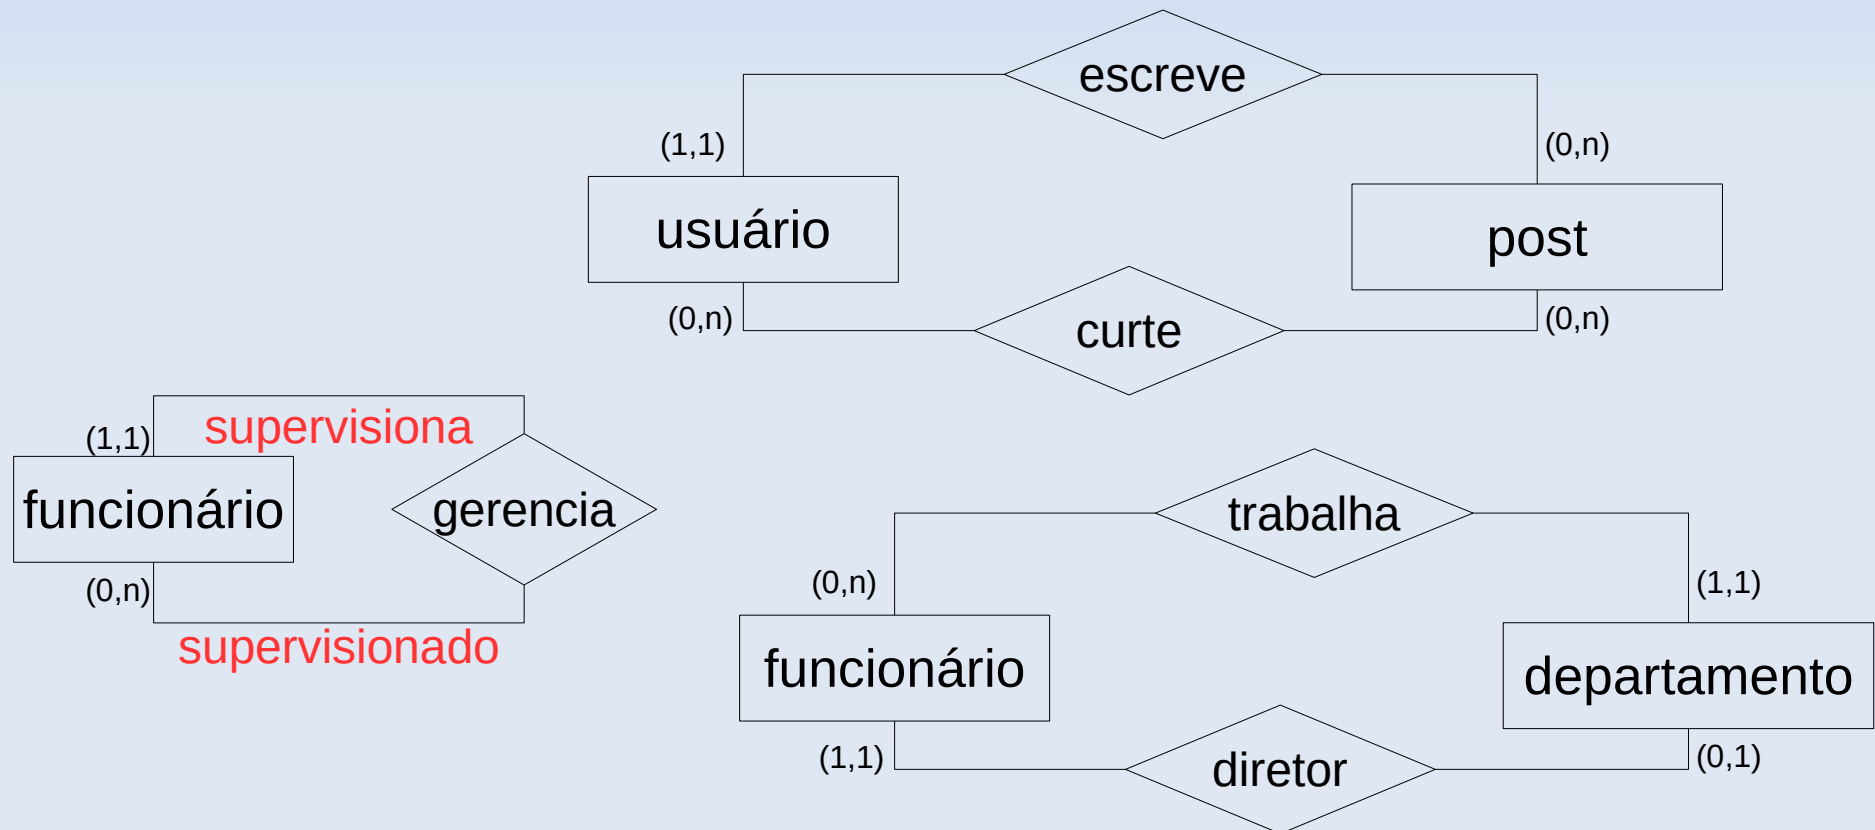 escreve
(1,1)
(0,n)
usuário
post
(0,n)
(0,n)
curte
supervisiona
(1,1)
funcionário
gerencia
(0,n)
supervisionado
trabalha
(0,n)
(1,1)
funcionário
departamento
(1,1)
(0,1)
diretor